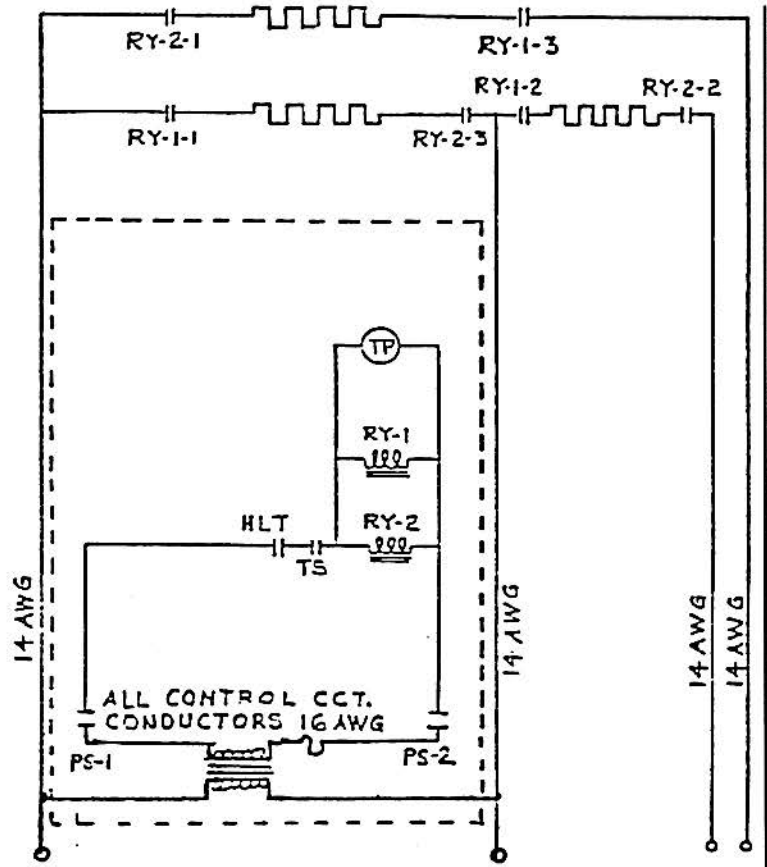 RY-2-1
RY-1-3
RY-1-2
RY-2-2
RY-1-1
RY-2-3
TP
RY-1
HLT
RY-2
TS
14 AWG
14 AWG
14 AWG
14 AWG
ALL CONTROL CCT.
CONDUCTORS 16 AWG
PS-1
PS-2